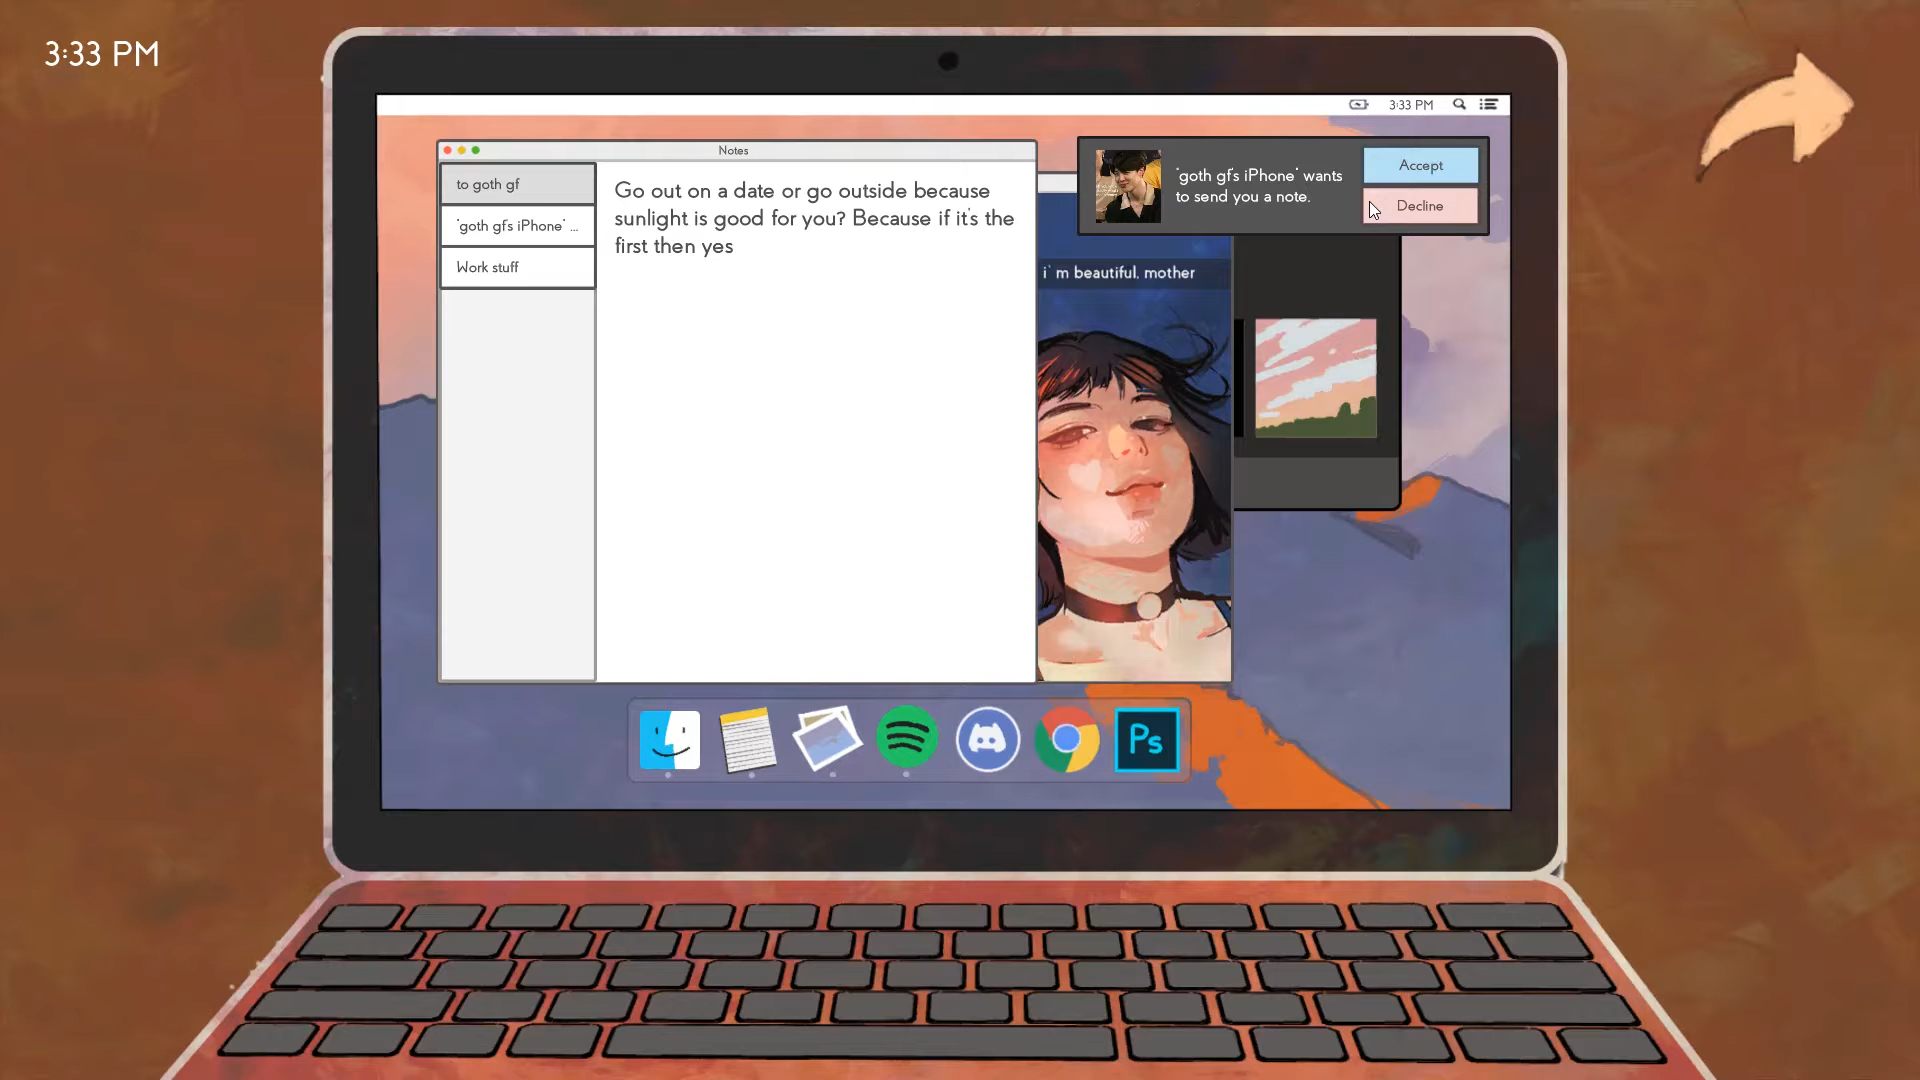 3:33 PM
3:33 PM
Notes
to goth gf
"goth gf's iPhone" ...
Work stuff
Go out on a date or go outside because
sunlight is good for you? Because if it's the
first then yes
"goth gf's iPhone" wants
to send you a note.
Accept
Decline
i'm beautiful, mother
Ps